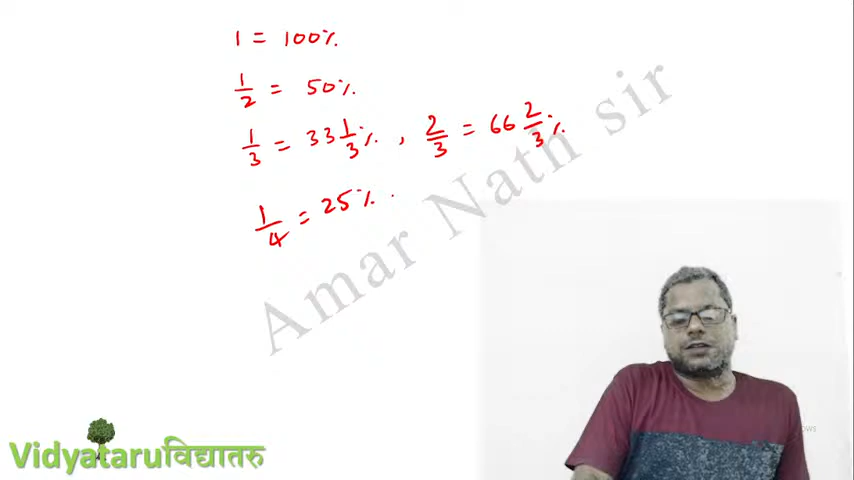 1 = 100%
1/2 = 50%
1/3 = 33 1/3 %, 2/3 = 66 2/3 %
1/4 = 25%
Amar Nath sir
Vidyataruविद्यातरु